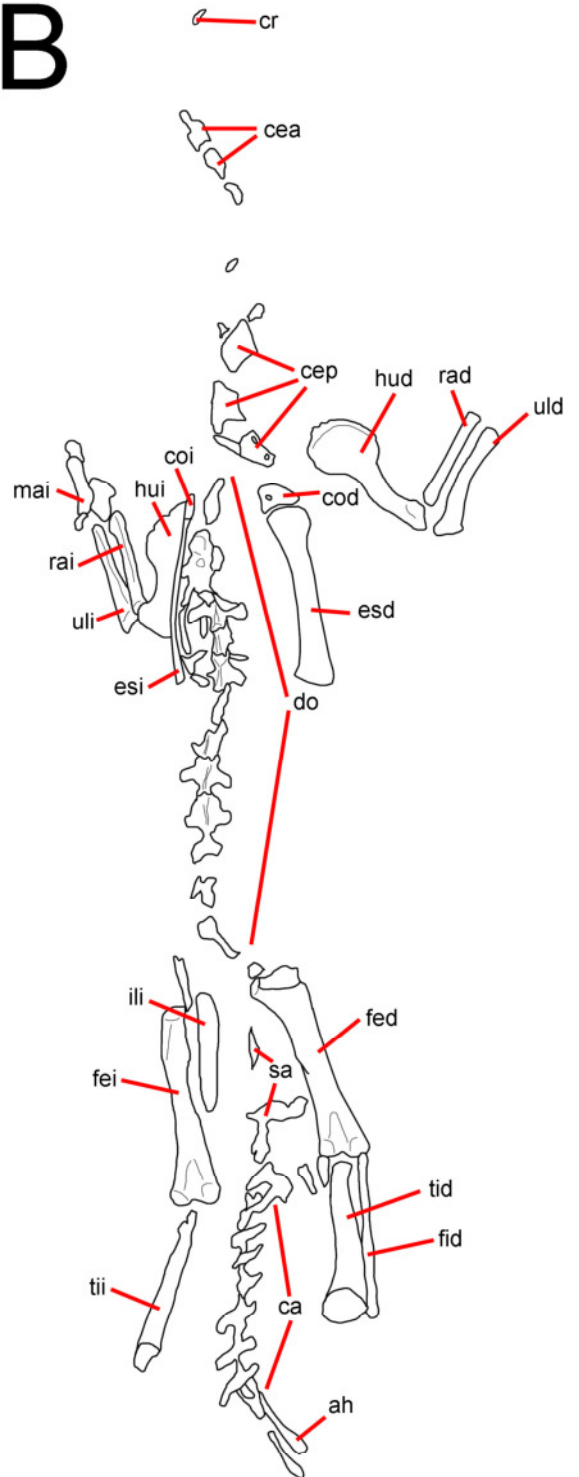 B
cr
cea
cep
hud
rad
uld
coi
mai
hui
cod
rai
esd
uli
esi
do
ili
fed
sa
fei
tid
fid
tii
ca
ah